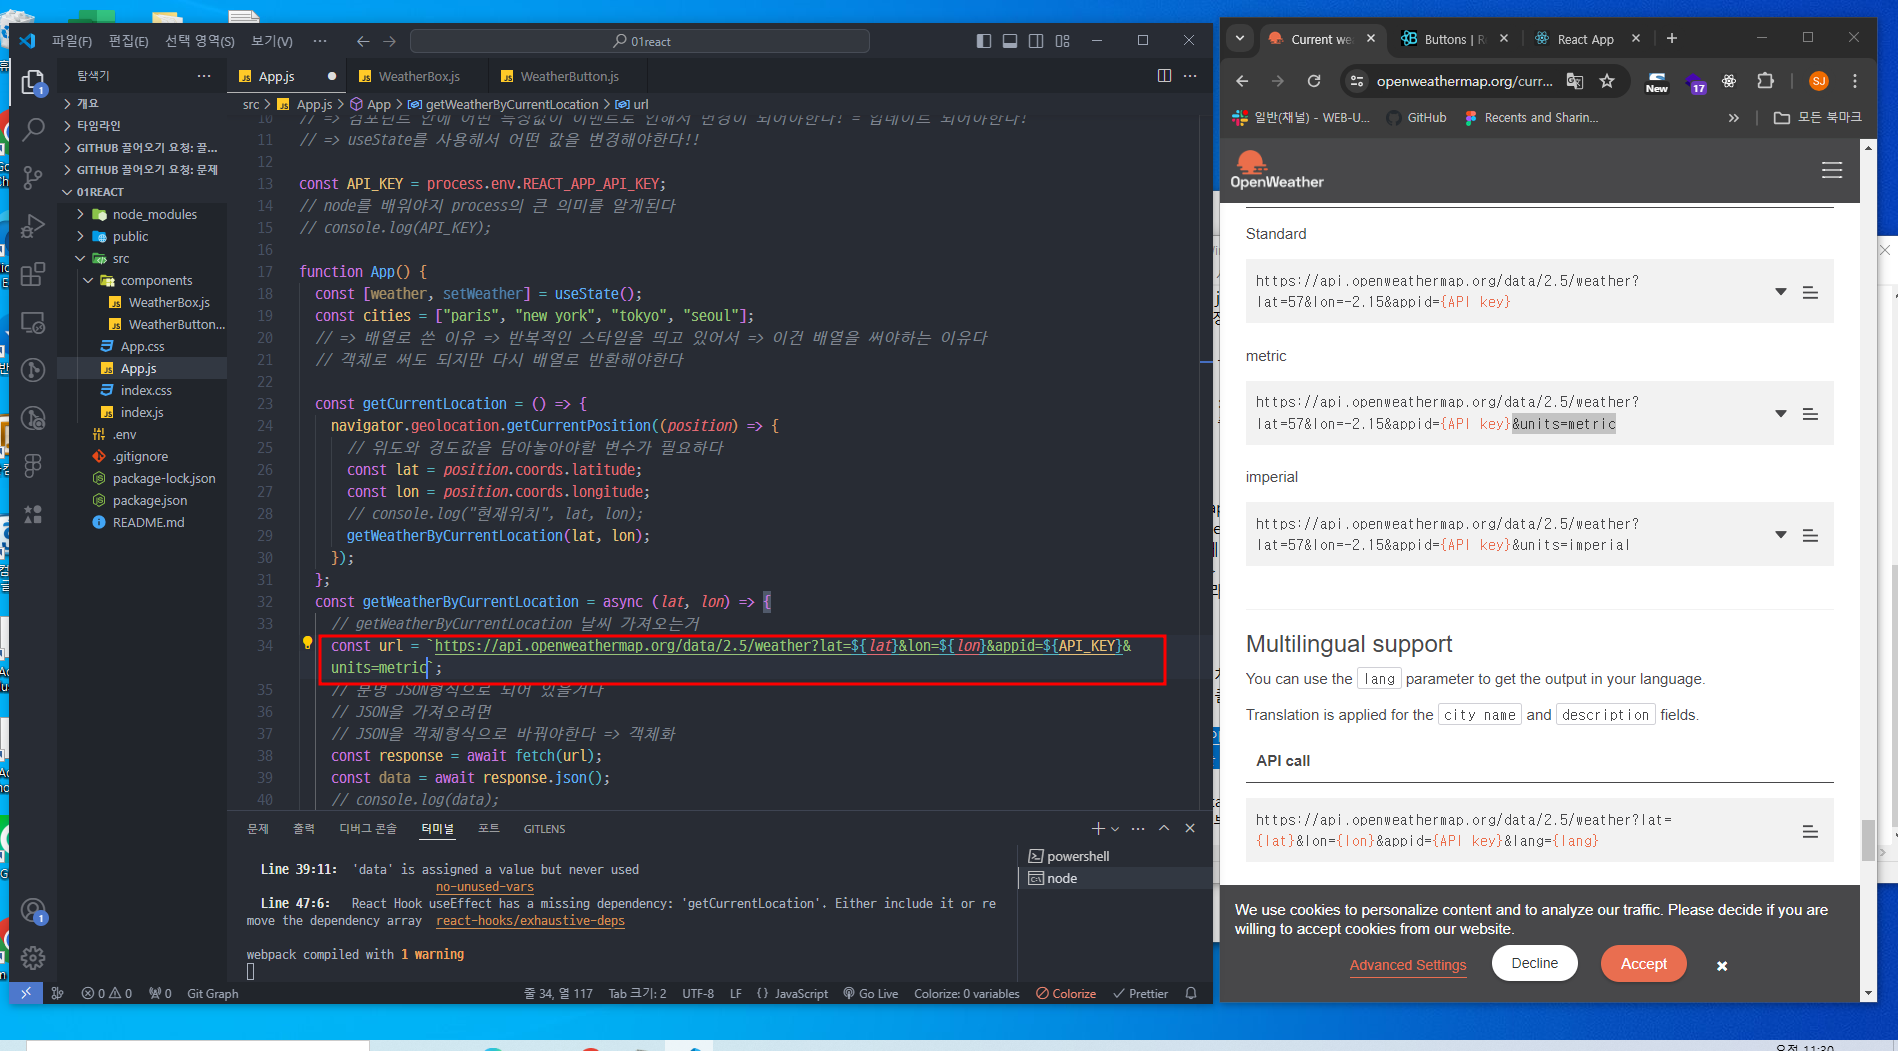 파일(F) 편집(E) 선택 영역(S) 보기(V) ··· 01react
탐색기 ···
개요
타임라인
GITHUB 끌어오기 요청: 끌...
GITHUB 끌어오기 요청: 문제
01REACT
node_modules
public
src
components
WeatherBox.js
WeatherButton...
App.css
App.js
index.css
index.js
.env
.gitignore
package-lock.json
package.json
README.md
App.js WeatherBox.js WeatherButton.js
src > App.js > App > getWeatherByCurrentLocation > url
10 // => 컴포넌트 안에 어떤 특정값이 이벤트로 인해서 변경이 되어야한다! = 업데이트 되어야한다!
11 // => useState를 사용해서 어떤 값을 변경해야한다!!
12
13 const API_KEY = process.env.REACT_APP_API_KEY;
14 // node를 배워야지 process의 큰 의미를 알게된다
15 // console.log(API_KEY);
16
17 function App() {
18 const [weather, setWeather] = useState();
19 const cities = ["paris", "new york", "tokyo", "seoul"];
20 // => 배열로 쓴 이유 => 반복적인 스타일을 띄고 있어서 => 이건 배열을 써야하는 이유다
21 // 객체로 써도 되지만 다시 배열로 반환해야한다
22
23 const getCurrentLocation = () => {
24 navigator.geolocation.getCurrentPosition((position) => {
25 // 위도와 경도값을 담아놓아야할 변수가 필요하다
26 const lat = position.coords.latitude;
27 const lon = position.coords.longitude;
28 // console.log("현재위치", lat, lon);
29 getWeatherByCurrentLocation(lat, lon);
30 });
31 };
32 const getWeatherByCurrentLocation = async (lat, lon) => {
33 // getWeatherByCurrentLocation 날씨 가져오는거
34 const url = `https://api.openweathermap.org/data/2.5/weather?lat=${lat}&lon=${lon}&appid=${API_KEY}&
units=metric`;
35 // 분명 JSON형식으로 되어 있을거다
36 // JSON을 가져오려면
37 // JSON을 객체형식으로 바꿔야한다 => 객체화
38 const response = await fetch(url);
39 const data = await response.json();
40 // console.log(data);
문제 출력 디버그 콘솔 터미널 포트 GITLENS
Line 39:11: 'data' is assigned a value but never used
no-unused-vars
Line 47:6: React Hook useEffect has a missing dependency: 'getCurrentLocation'. Either include it or re
move the dependency array react-hooks/exhaustive-deps
webpack compiled with 1 warning
powershell
node
0 0 0 Git Graph 줄 34, 열 117 Tab 크기: 2 UTF-8 LF {} JavaScript Go Live Colorize: 0 variables Colorize Prettier
Current we Buttons | R React App
openweathermap.org/curr... New 17 SJ
일반(채널) - WEB-U... GitHub Recents and Sharin... » 모든 북마크
OpenWeather
Standard
https://api.openweathermap.org/data/2.5/weather?
lat=57&lon=-2.15&appid={API key}
metric
https://api.openweathermap.org/data/2.5/weather?
lat=57&lon=-2.15&appid={API key}&units=metric
imperial
https://api.openweathermap.org/data/2.5/weather?
lat=57&lon=-2.15&appid={API key}&units=imperial
Multilingual support
You can use the lang parameter to get the output in your language.
Translation is applied for the city name and description fields.
API call
https://api.openweathermap.org/data/2.5/weather?lat=
{lat}&lon={lon}&appid={API key}&lang={lang}
We use cookies to personalize content and to analyze our traffic. Please decide if you are
willing to accept cookies from our website.
Advanced Settings Decline Accept